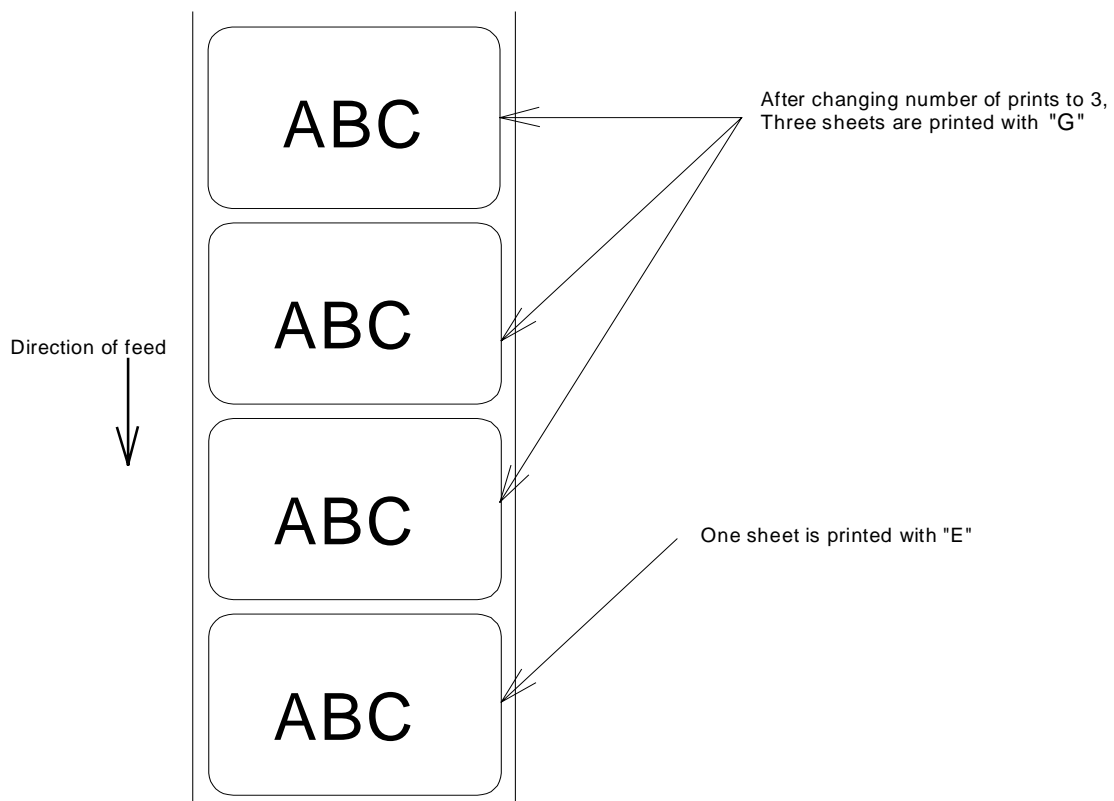 ABC
After changing number of prints to 3,
Three sheets are printed with "G"
ABC
Direction of feed
ABC
One sheet is printed with "E"
ABC